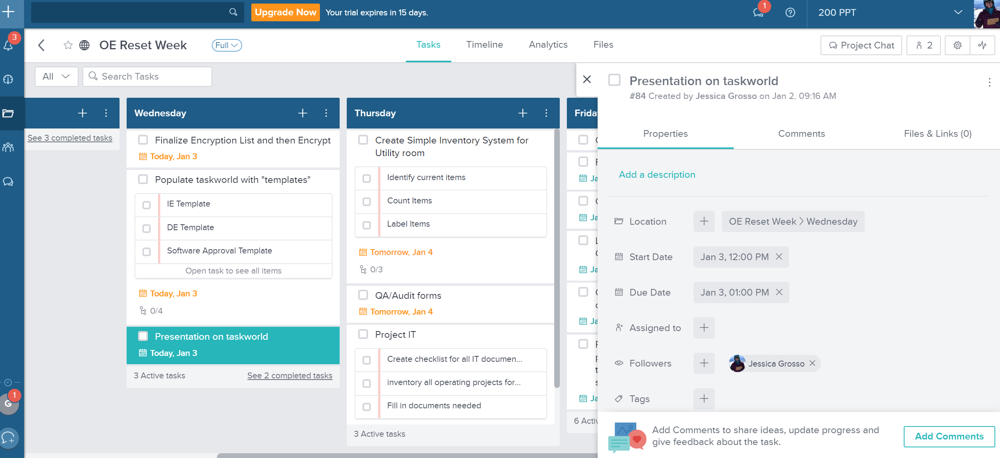 Upgrade Now
Your trial expires in 15 days.
1
200 PPT
3
OE Reset Week
Full
Tasks
Timeline
Analytics
Files
Project Chat
2
All
Search Tasks
See 3 completed tasks
Wednesday
Finalize Encryption List and then Encrypt
Today, Jan 3
Populate taskworld with "templates"
IE Template
DE Template
Software Approval Template
Open task to see all items
Today, Jan 3
0/4
Presentation on taskworld
Today, Jan 3
3 Active tasks
See 2 completed tasks
Thursday
Create Simple Inventory System for
Utility room
Identify current items
Count Items
Label Items
Tomorrow, Jan 4
0/3
QA/Audit forms
Tomorrow, Jan 4
Project IT
Create checklist for all IT documen...
inventory all operating projects for...
Fill in documents needed
3 Active tasks
Frida
Ja
Ja
Ja
Ja
Ja
6 Activ
Presentation on taskworld
#84 Created by Jessica Grosso on Jan 2, 09:16 AM
Properties
Comments
Files & Links (0)
Add a description
Location
OE Reset Week > Wednesday
Start Date
Jan 3, 12:00 PM
Due Date
Jan 3, 01:00 PM
Assigned to
Followers
Jessica Grosso
Tags
Add Comments to share ideas, update progress and
give feedback about the task.
Add Comments
1
G